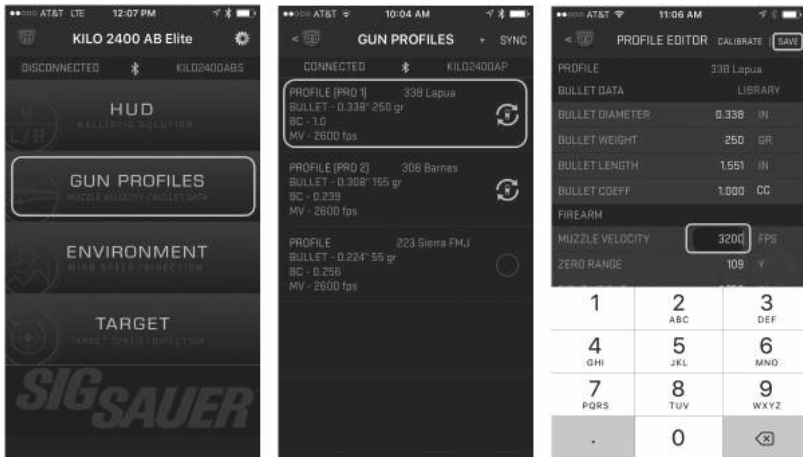 AT&T LTE 12:07 PM
KILO 2400 AB Elite
DISCONNECTED KILO2400ABS
HUD
BALLISTIC SOLUTION
L/R
GUN PROFILES
MUZZLE VELOCITY / BULLET DATA
ENVIRONMENT
WIND SPEED / DIRECTION
TARGET
TARGET SPEED / DIRECTION
SIG SAUER
AT&T 10:04 AM
< GUN PROFILES + SYNC
CONNECTED KILO2400AP
PROFILE (PRO 1) 338 Lapua
BULLET - 0.338" 250 gr
BC - 1.0
MV - 2600 fps
PROFILE (PRO 2) 308 Barnes
BULLET - 0.308" 155 gr
BC - 0.239
MV - 2600 fps
PROFILE 223 Sierra FMJ
BULLET - 0.224" 55 gr
BC - 0.256
MV - 2600 fps
AT&T 11:06 AM
< PROFILE EDITOR CALIBRATE SAVE
PROFILE 338 Lapua
BULLET DATA LIBRARY
BULLET DIAMETER 0.338 IN
BULLET WEIGHT 250 GR
BULLET LENGTH 1.551 IN
BULLET COEFF 1.000 CC
FIREARM
MUZZLE VELOCITY 3200 FPS
ZERO RANGE 109 Y
1 2 3
ABC DEF
4 5 6
GHI JKL MNO
7 8 9
PQRS TUV WXYZ
. 0